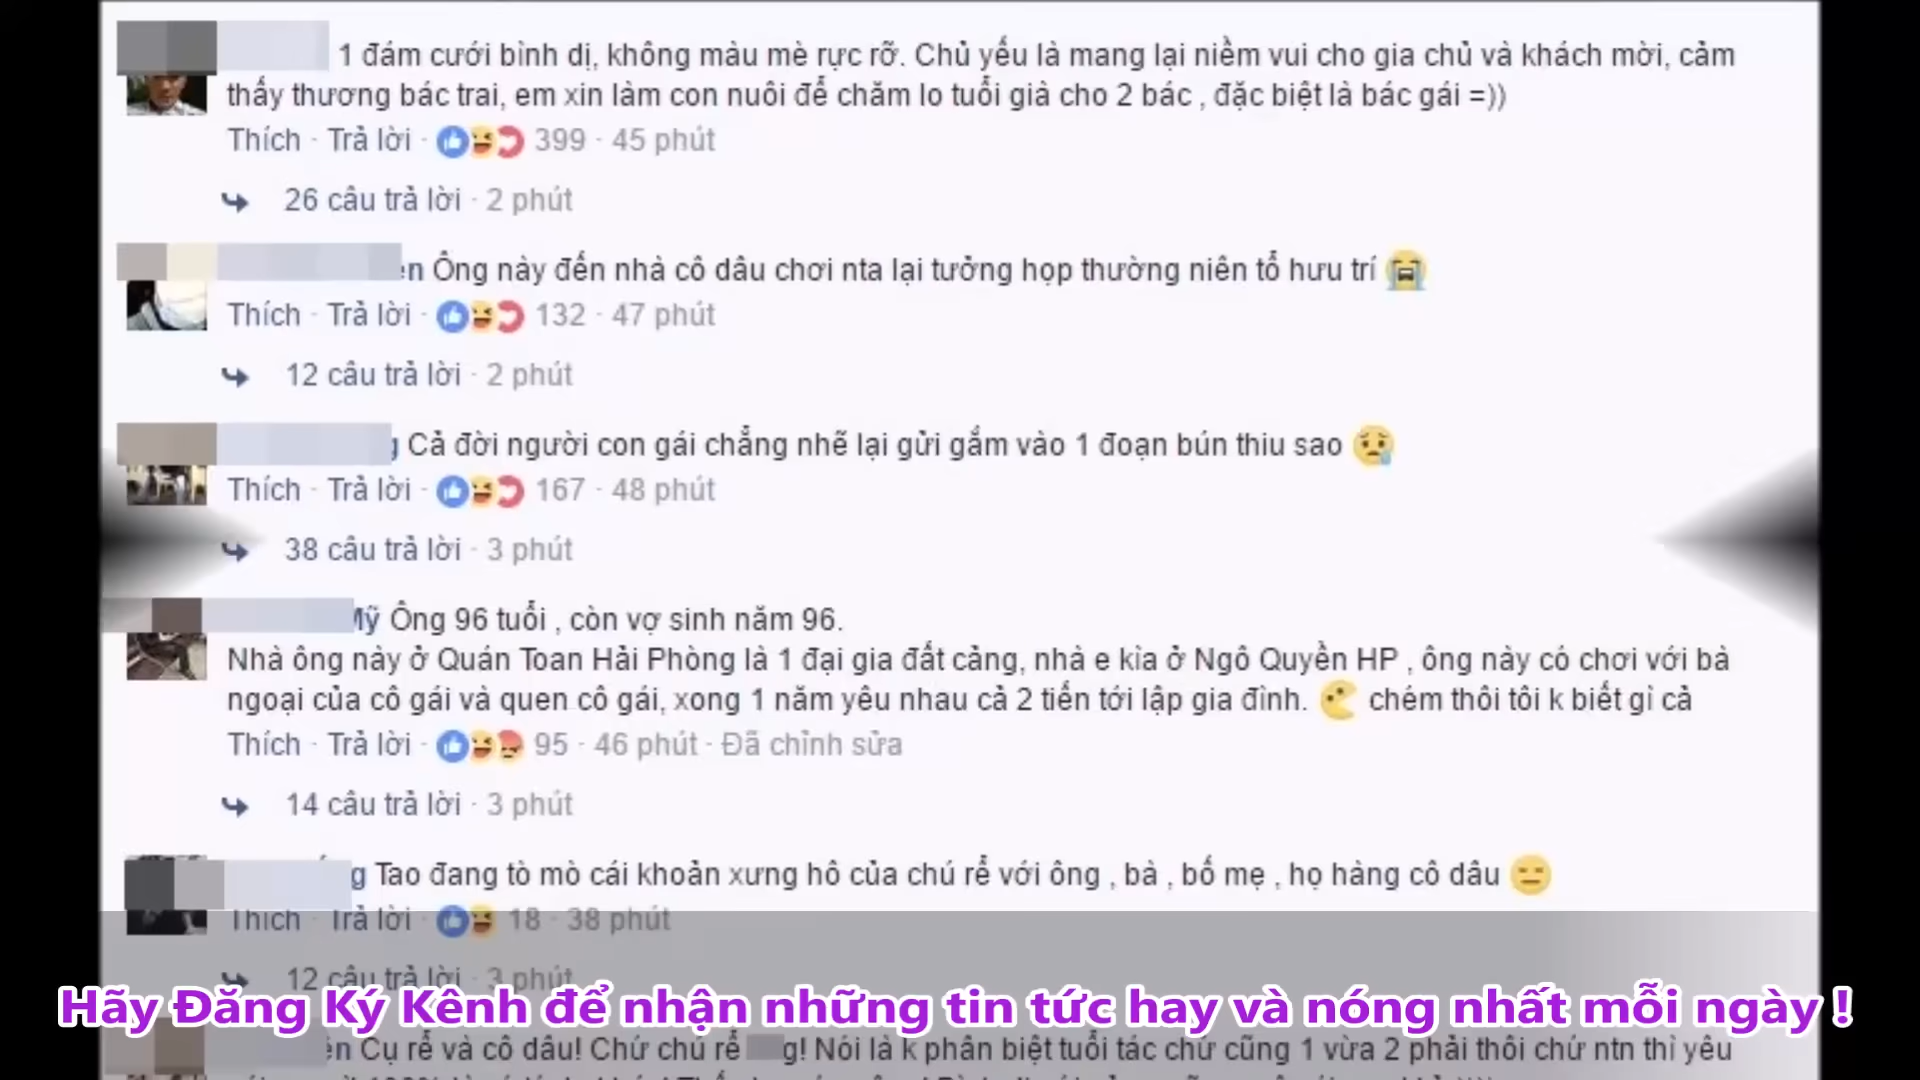 1 đám cưới bình dị, không màu mè rực rỡ. Chủ yếu là mang lại niềm vui cho gia chủ và khách mời, cảm
thấy thương bác trai, em xin làm con nuôi để chăm lo tuổi già cho 2 bác , đặc biệt là bác gái =))
Thích · Trả lời · 399 · 45 phút
26 câu trả lời · 2 phút
Ông này đến nhà cô dâu chơi nta lại tưởng họp thường niên tổ hưu trí 😭
Thích · Trả lời · 132 · 47 phút
12 câu trả lời · 2 phút
Cả đời người con gái chẳng nhẽ lại gửi gắm vào 1 đoạn bún thiu sao 😢
Thích · Trả lời · 167 · 48 phút
38 câu trả lời · 3 phút
Mỹ Ông 96 tuổi , còn vợ sinh năm 96.
Nhà ông này ở Quán Toan Hải Phòng là 1 đại gia đất cảng, nhà e kìa ở Ngô Quyền HP , ông này có chơi với bà
ngoại của cô gái và quen cô gái, xong 1 năm yêu nhau cả 2 tiến tới lập gia đình. chém thôi tôi k biết gì cả
Thích · Trả lời · 95 · 46 phút · Đã chỉnh sửa
14 câu trả lời · 3 phút
Tao đang tò mò cái khoản xưng hô của chú rể với ông , bà , bố mẹ , họ hàng cô dâu 😑
Thích · Trả lời · 18 · 38 phút
12 câu trả lời · 3 phút
Hãy Đăng Ký Kênh để nhận những tin tức hay và nóng nhất mỗi ngày !
Cụ rể và cô dâu! Chứ chú rể g! Nói là k phân biệt tuổi tác chứ cũng 1 vừa 2 phải thôi chứ ntn thì yêu